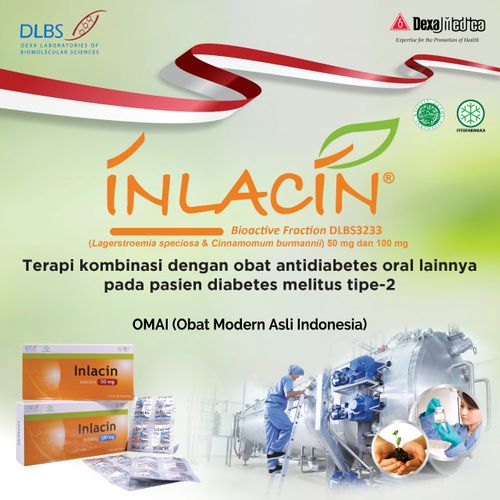 DLBS
DEXA LABORATORIES OF
BIOMOLECULAR SCIENCES
Dexa Medica
Expertise for the Promotion of Health
FITOFARMAKA
INLACIN®
Bioactive Fraction DLBS3233
(Lagerstroemia speciosa & Cinnamomum burmannii) 50 mg dan 100 mg
Terapi kombinasi dengan obat antidiabetes oral lainnya
pada pasien diabetes melitus tipe-2
OMAI (Obat Modern Asli Indonesia)
Inlacin
50 mg
Inlacin
100 mg